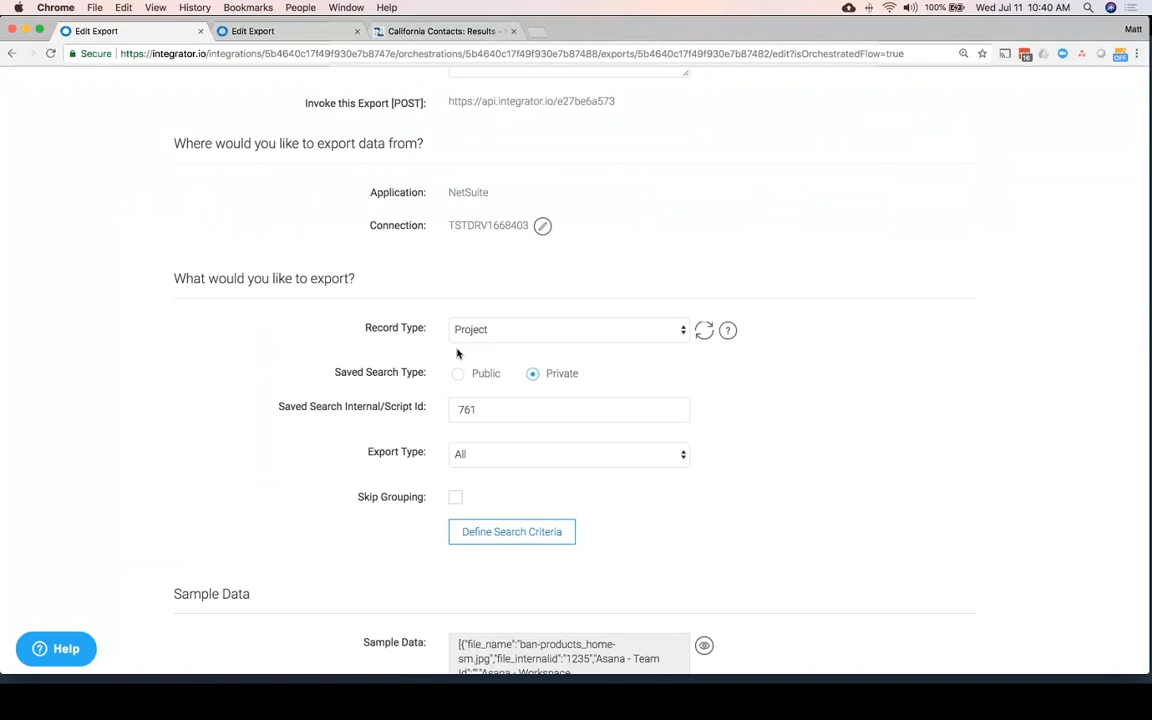 Chrome File Edit View History Bookmarks People Window Help 100% Wed Jul 11 10:40 AM
Edit Export Edit Export California Contacts: Results - Matt
Secure https://integrator.io/integrations/5b4640c17f49f930e7b8747e/orchestrations/5b4640c17f49f930e7b87488/exports/5b4640c17f49f930e7b87482/edit?isOrchestratedFlow=true 16 OFF
Invoke this Export [POST]: https://api.integrator.io/e27be6a573
Where would you like to export data from?
Application: NetSuite
Connection: TSTDRV1668403
What would you like to export?
Record Type: Project ?
Saved Search Type: Public Private
Saved Search Internal/Script Id: 761
Export Type: All
Skip Grouping:
Define Search Criteria
Sample Data
Sample Data: [{"file_name":"ban-products_home-
sm.jpg","file_internalid":"1235","Asana - Team
Id":"","Asana - Workspace
? Help